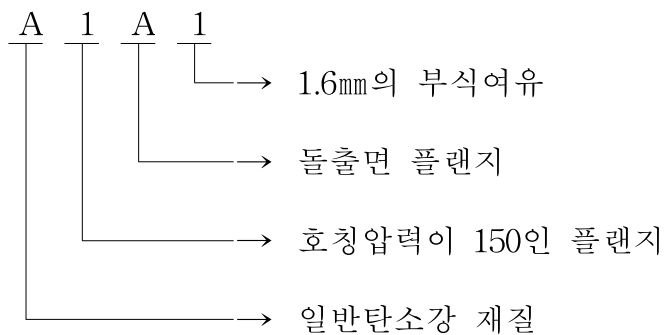 A 1 A 1
1.6㎜의 부식여유
돌출면 플랜지
호칭압력이 150인 플랜지
일반탄소강 재질